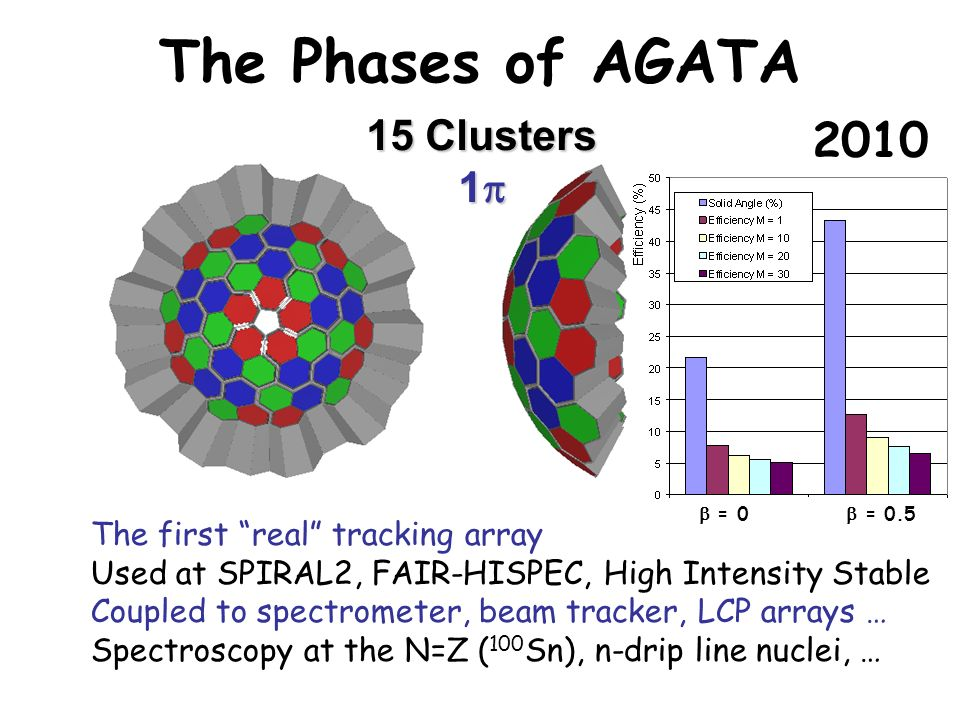 The Phases of AGATA
15 Clusters
1π
2010
Efficiency (%)
50
45
40
35
30
25
20
15
10
5
0
Solid Angle (%)
Efficiency M = 1
Efficiency M = 10
Efficiency M = 20
Efficiency M = 30
β = 0
β = 0.5
The first “real” tracking array
Used at SPIRAL2, FAIR-HISPEC, High Intensity Stable
Coupled to spectrometer, beam tracker, LCP arrays …
Spectroscopy at the N=Z (¹⁰⁰Sn), n-drip line nuclei, …